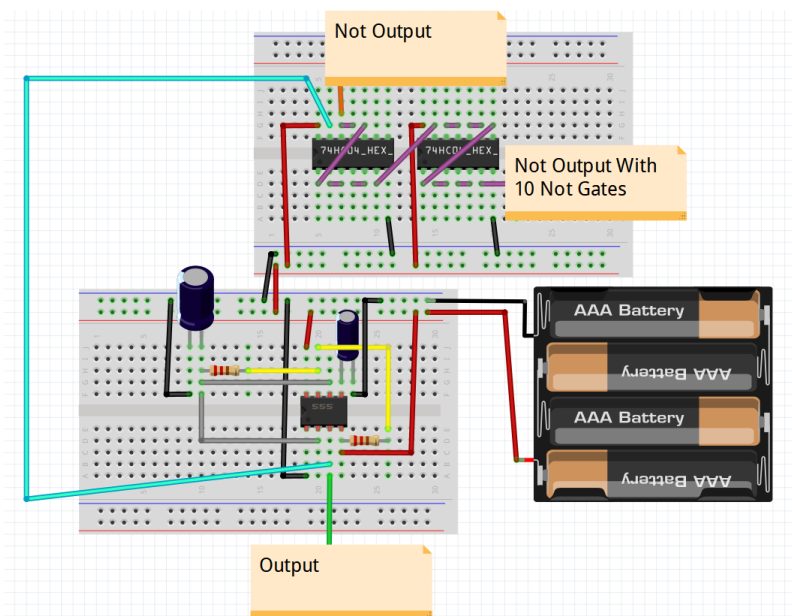 Not Output
74HC04_HEX_
74HC04_HEX_
Not Output With
10 Not Gates
AAA Battery
AAA Battery
AAA Battery
AAA Battery
555
Output